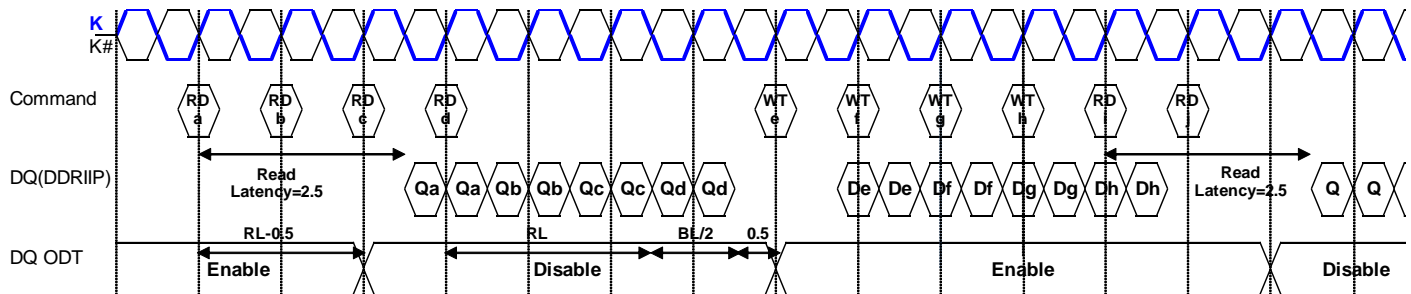 K
K#
Command
RD a
RD b
RD c
RD d
WT e
WT f
WT g
WT h
RD i
RD j
DQ(DDRIIP)
Read Latency=2.5
Qa Qa Qb Qb Qc Qc Qd Qd
De De Df Df Dg Dg Dh Dh
Read Latency=2.5
Q Q
DQ ODT
RL-0.5
RL
BL/2
0.5
Enable
Disable
Enable
Disable